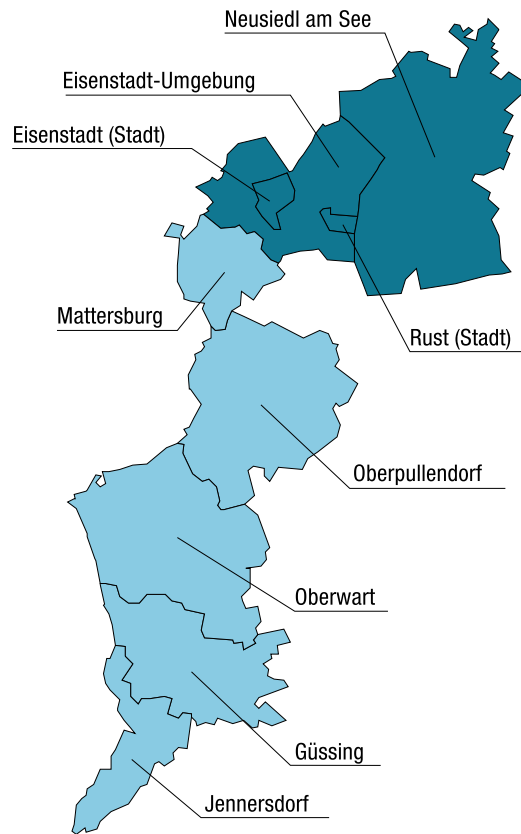 Neusiedl am See
Eisenstadt-Umgebung
Eisenstadt (Stadt)
Mattersburg
Rust (Stadt)
Oberpullendorf
Oberwart
Güssing
Jennersdorf